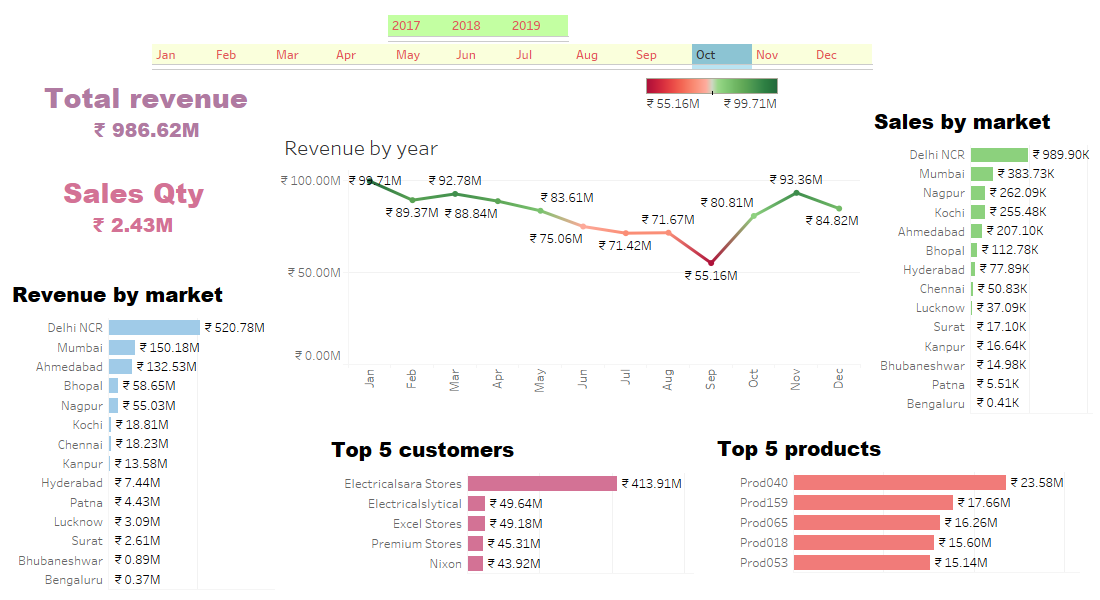 2017 2018 2019
Jan Feb Mar Apr May Jun Jul Aug Sep Oct Nov Dec
₹ 55.16M ₹ 99.71M
Total revenue
₹ 986.62M
Sales Qty
₹ 2.43M
Revenue by year
₹ 100.00M
₹ 50.00M
₹ 0.00M
₹ 99.71M
₹ 89.37M
₹ 92.78M
₹ 88.84M
₹ 83.61M
₹ 75.06M
₹ 71.42M
₹ 71.67M
₹ 55.16M
₹ 80.81M
₹ 93.36M
₹ 84.82M
Jan Feb Mar Apr May Jun Jul Aug Sep Oct Nov Dec
Sales by market
Delhi NCR ₹ 989.90K
Mumbai ₹ 383.73K
Nagpur ₹ 262.09K
Kochi ₹ 255.48K
Ahmedabad ₹ 207.10K
Bhopal ₹ 112.78K
Hyderabad ₹ 77.89K
Chennai ₹ 50.83K
Lucknow ₹ 37.09K
Surat ₹ 17.10K
Kanpur ₹ 16.64K
Bhubaneshwar ₹ 14.98K
Patna ₹ 5.51K
Bengaluru ₹ 0.41K
Revenue by market
Delhi NCR ₹ 520.78M
Mumbai ₹ 150.18M
Ahmedabad ₹ 132.53M
Bhopal ₹ 58.65M
Nagpur ₹ 55.03M
Kochi ₹ 18.81M
Chennai ₹ 18.23M
Kanpur ₹ 13.58M
Hyderabad ₹ 7.44M
Patna ₹ 4.43M
Lucknow ₹ 3.09M
Surat ₹ 2.61M
Bhubaneshwar ₹ 0.89M
Bengaluru ₹ 0.37M
Top 5 customers
Electricalsara Stores ₹ 413.91M
Electricalslytical ₹ 49.64M
Excel Stores ₹ 49.18M
Premium Stores ₹ 45.31M
Nixon ₹ 43.92M
Top 5 products
Prod040 ₹ 23.58M
Prod159 ₹ 17.66M
Prod065 ₹ 16.26M
Prod018 ₹ 15.60M
Prod053 ₹ 15.14M